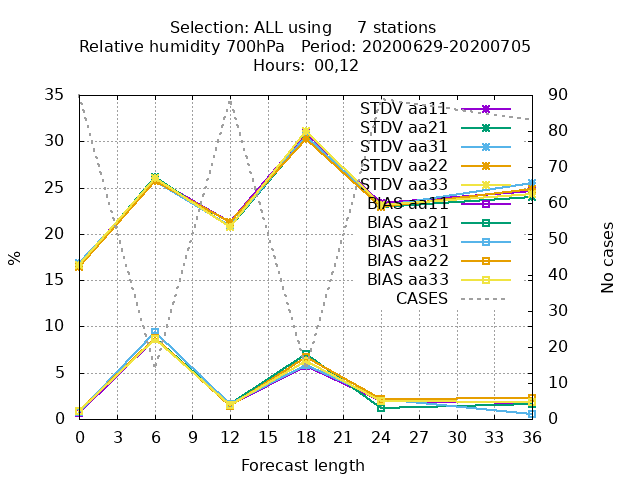 Selection: ALL using 7 stations
Relative humidity 700hPa Period: 20200629-20200705
Hours: 00,12
35
30
25
20
15
10
5
0
%
90
80
70
60
50
40
30
20
10
0
No cases
STDV aa11
STDV aa21
STDV aa31
STDV aa22
STDV aa33
BIAS aa11
BIAS aa21
BIAS aa31
BIAS aa22
BIAS aa33
CASES
0 3 6 9 12 15 18 21 24 27 30 33 36
Forecast length